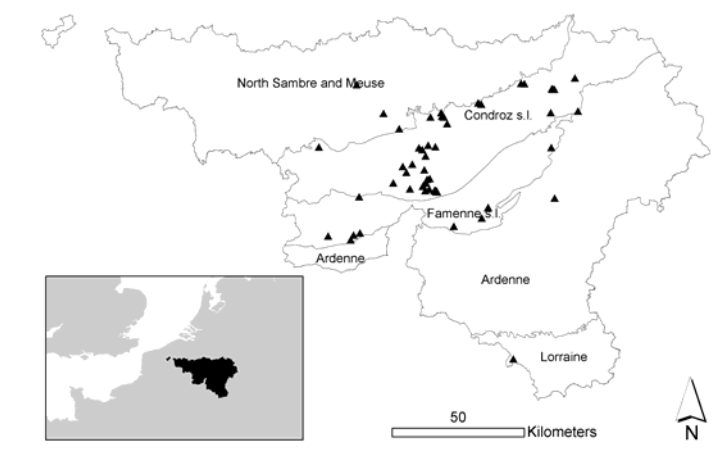 North Sambre and Meuse
Condroz s.l.
Famenne s.l.
Ardenne
Ardenne
Lorraine
50
Kilometers
N